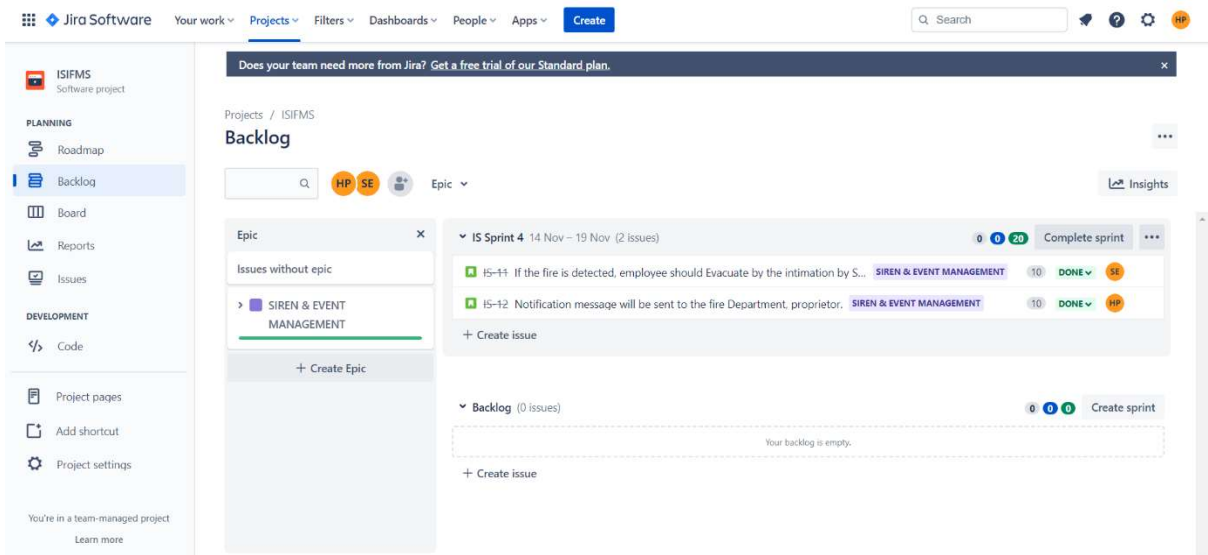 Jira Software Your work Projects Filters Dashboards People Apps Create Search HP
Does your team need more from Jira? Get a free trial of our Standard plan.
ISIFMS
Software project
PLANNING
Roadmap
Backlog
Board
Reports
Issues
DEVELOPMENT
Code
Project pages
Add shortcut
Project settings
You're in a team-managed project
Learn more
Projects / ISIFMS
Backlog
HP SE Epic Insights
Epic
Issues without epic
SIREN & EVENT
MANAGEMENT
+ Create Epic
IS Sprint 4 14 Nov – 19 Nov (2 issues) 0 0 20 Complete sprint
IS-11 If the fire is detected, employee should Evacuate by the intimation by S... SIREN & EVENT MANAGEMENT 10 DONE SE
IS-12 Notification message will be sent to the fire Department, proprietor. SIREN & EVENT MANAGEMENT 10 DONE HP
+ Create issue
Backlog (0 issues) 0 0 0 Create sprint
Your backlog is empty.
+ Create issue